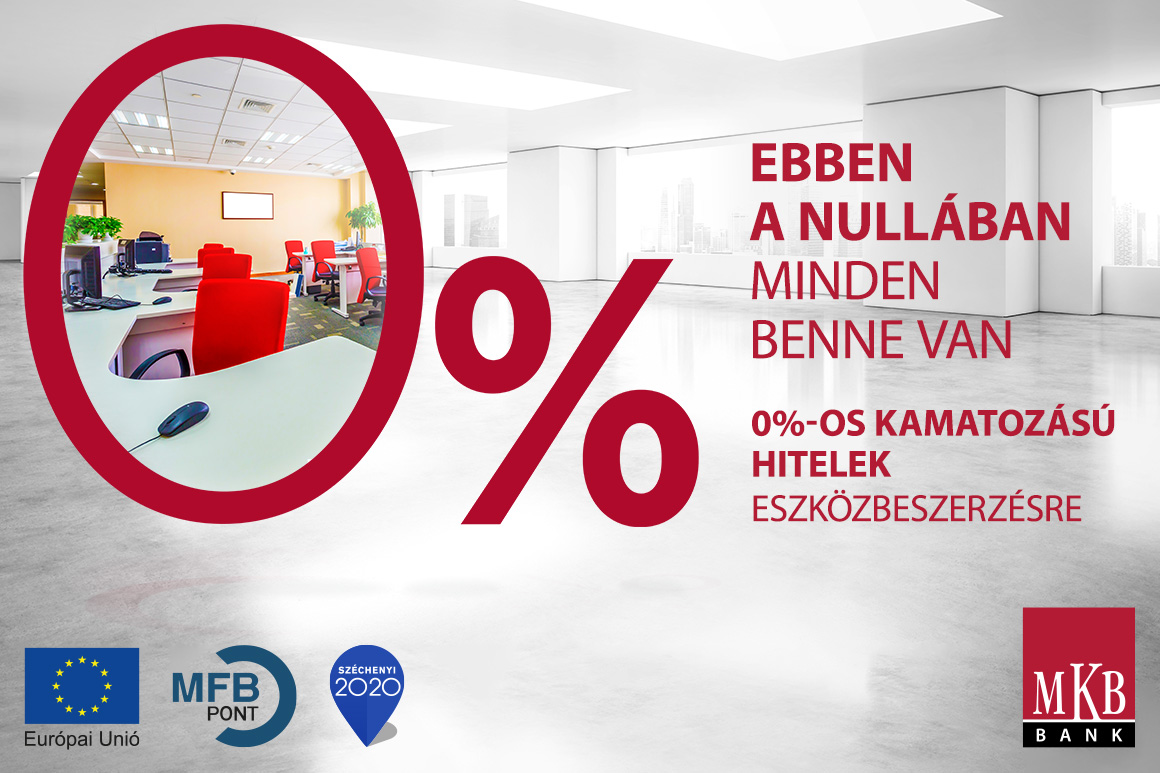 0%
EBBEN
A NULLÁBAN
MINDEN
BENNE VAN
0%-OS KAMATOZÁSÚ
HITELEK
ESZKÖZBESZERZÉSRE
Európai Unió
MFB
PONT
SZÉCHENYI
2020
MKB
BANK